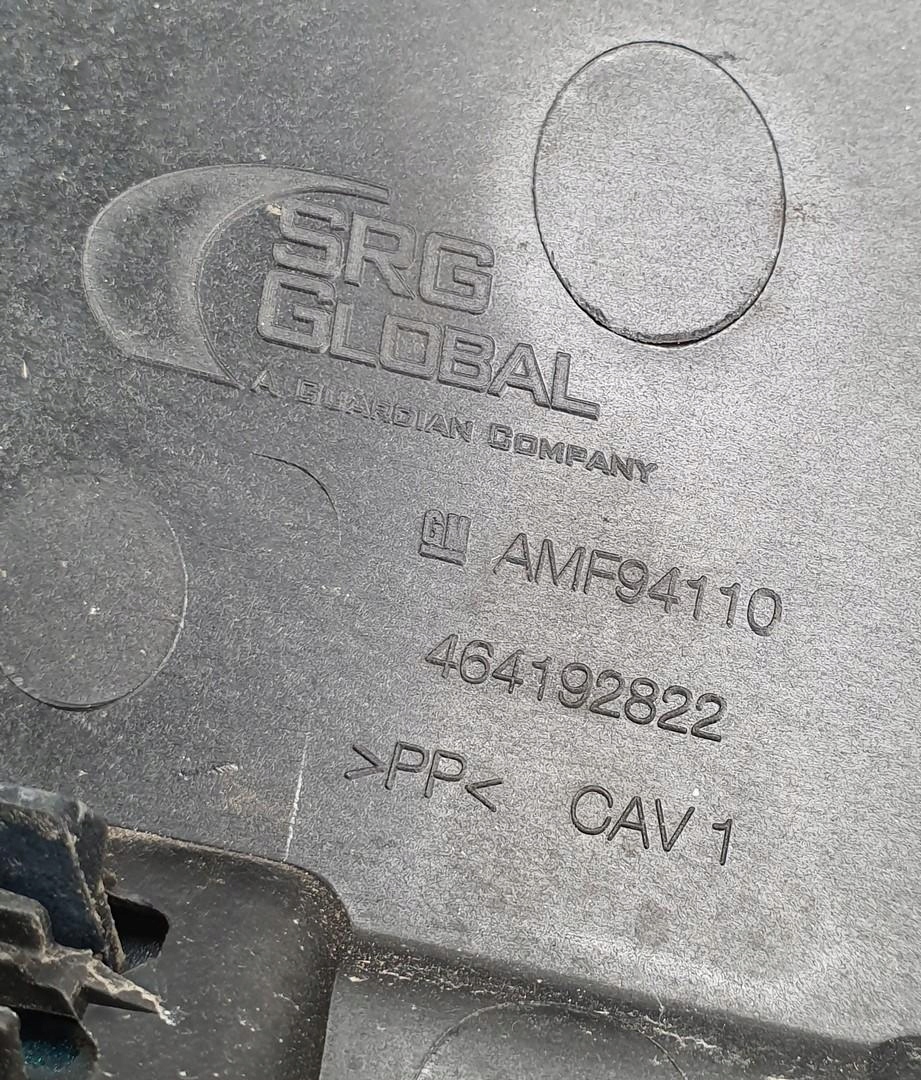 SRG
GLOBAL
A GUARDIAN COMPANY
GM AMF94110
464192822
>PP< CAV 1